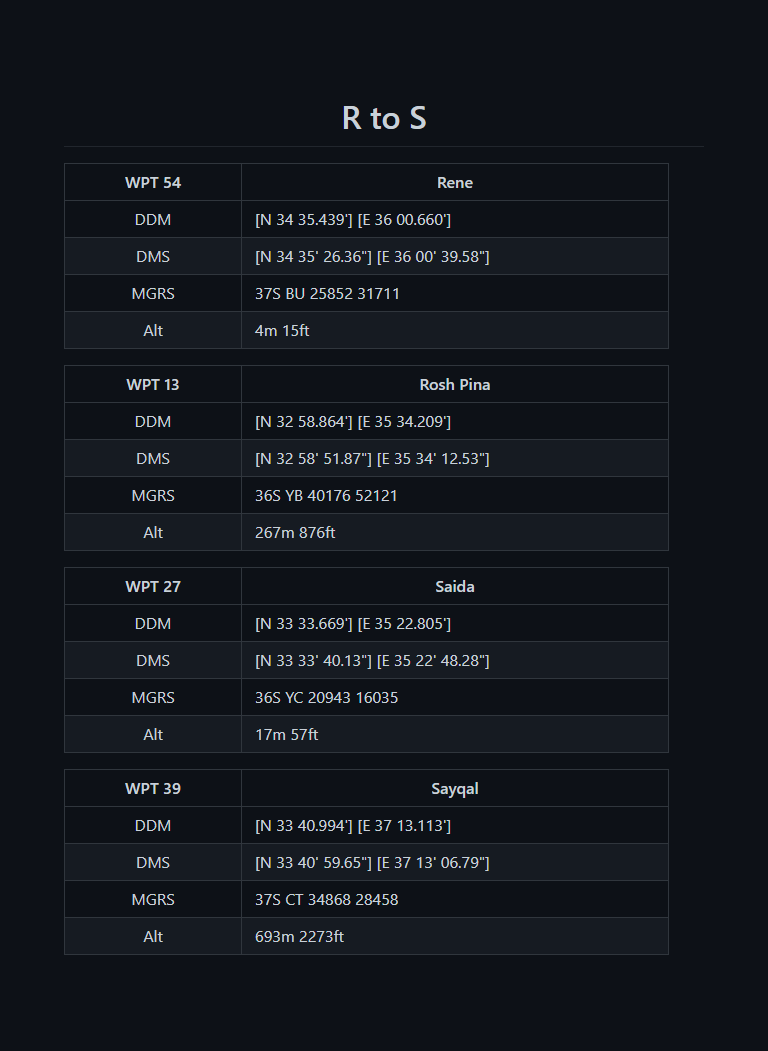 R to S
WPT 54 Rene
DDM [N 34 35.439'] [E 36 00.660']
DMS [N 34 35' 26.36"] [E 36 00' 39.58"]
MGRS 37S BU 25852 31711
Alt 4m 15ft
WPT 13 Rosh Pina
DDM [N 32 58.864'] [E 35 34.209']
DMS [N 32 58' 51.87"] [E 35 34' 12.53"]
MGRS 36S YB 40176 52121
Alt 267m 876ft
WPT 27 Saida
DDM [N 33 33.669'] [E 35 22.805']
DMS [N 33 33' 40.13"] [E 35 22' 48.28"]
MGRS 36S YC 20943 16035
Alt 17m 57ft
WPT 39 Sayqal
DDM [N 33 40.994'] [E 37 13.113']
DMS [N 33 40' 59.65"] [E 37 13' 06.79"]
MGRS 37S CT 34868 28458
Alt 693m 2273ft